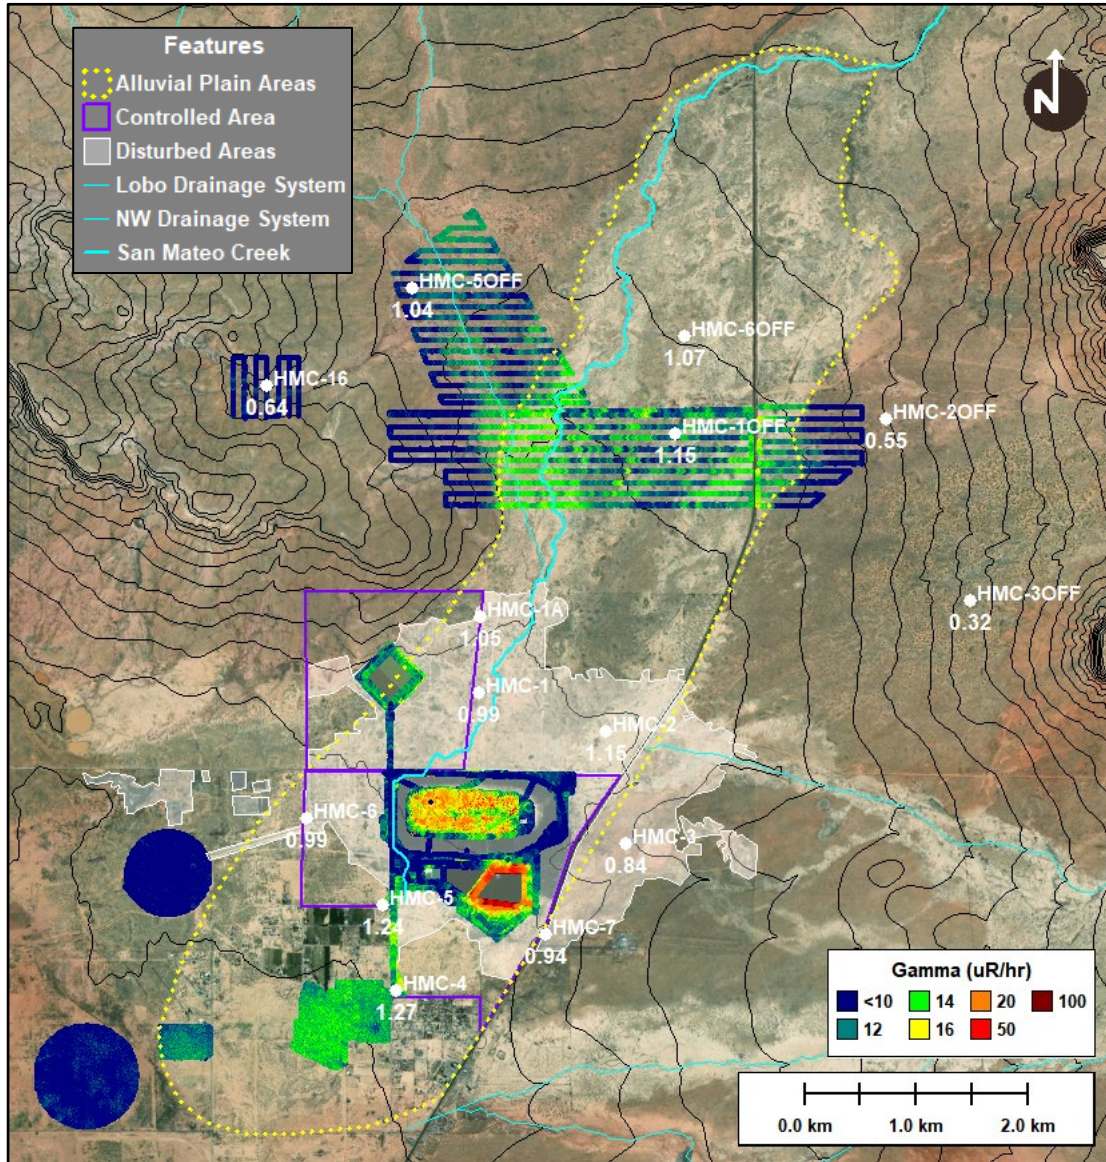 Features
Alluvial Plain Areas
Controlled Area
Disturbed Areas
Lobo Drainage System
NW Drainage System
San Mateo Creek
N
HMC-5OFF
1.04
HMC-6OFF
1.07
HMC-16
0.64
HMC-2OFF
0.55
HMC-1OFF
1.15
HMC-3OFF
0.32
HMC-1A
1.05
HMC-1
0.99
HMC-2
1.15
HMC-6
0.99
HMC-3
0.84
HMC-5
1.24
HMC-7
0.94
HMC-4
1.27
Gamma (uR/hr)
<10 14 20 100
12 16 50
0.0 km 1.0 km 2.0 km